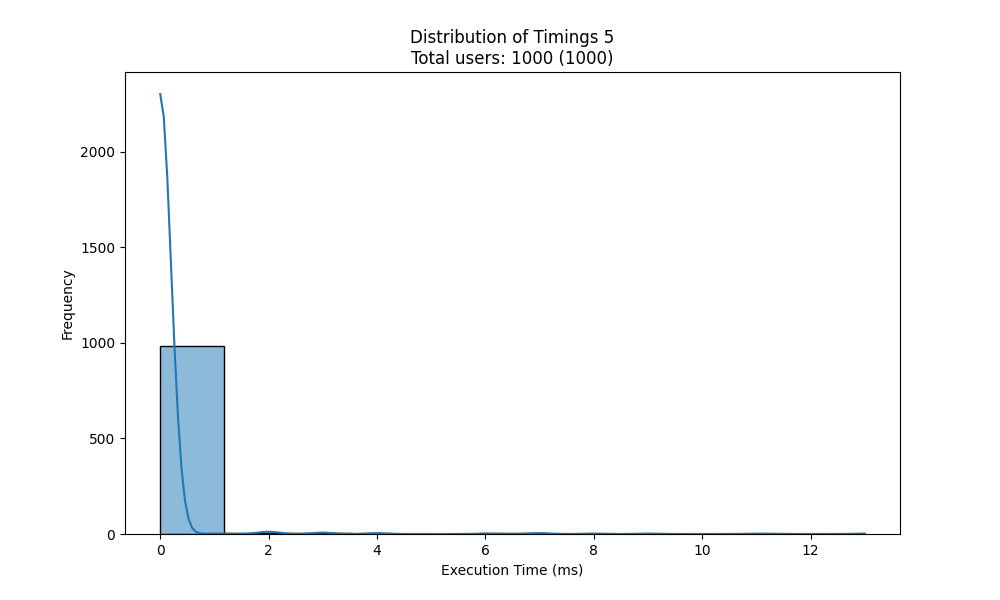 Distribution of Timings 5
Total users: 1000 (1000)
2000
1500
1000
500
0
Frequency
0 2 4 6 8 10 12
Execution Time (ms)